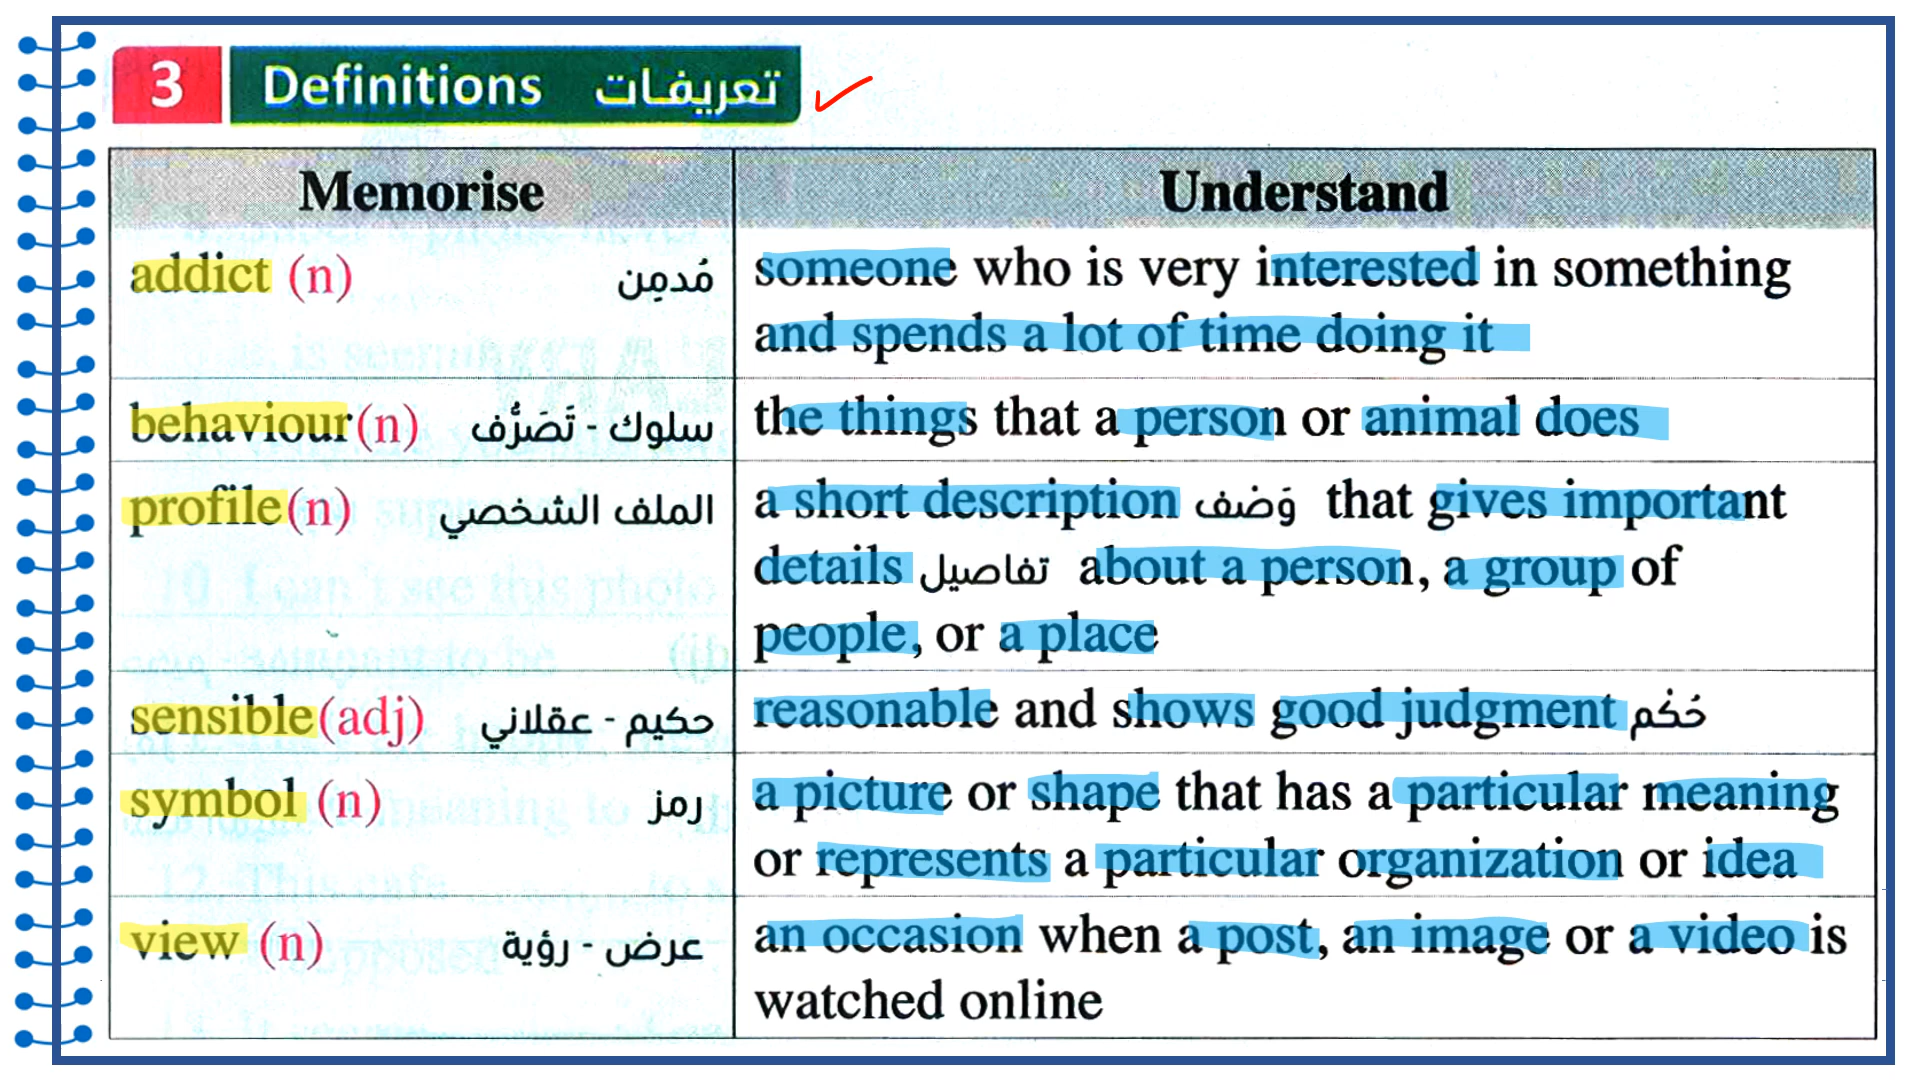 3 Definitions تعريفات
Memorise
Understand
addict (n) مُدمِن
someone who is very interested in something
and spends a lot of time doing it
behaviour(n) سلوك - تَصَرُّف
the things that a person or animal does
profile(n) الملف الشخصي
a short description وَصْف that gives important
details تفاصيل about a person, a group of
people, or a place
sensible(adj) حكيم - عقلاني
reasonable and shows good judgment حُكْم
symbol (n) رمز
a picture or shape that has a particular meaning
or represents a particular organization or idea
view (n) عرض - رؤية
an occasion when a post, an image or a video is
watched online